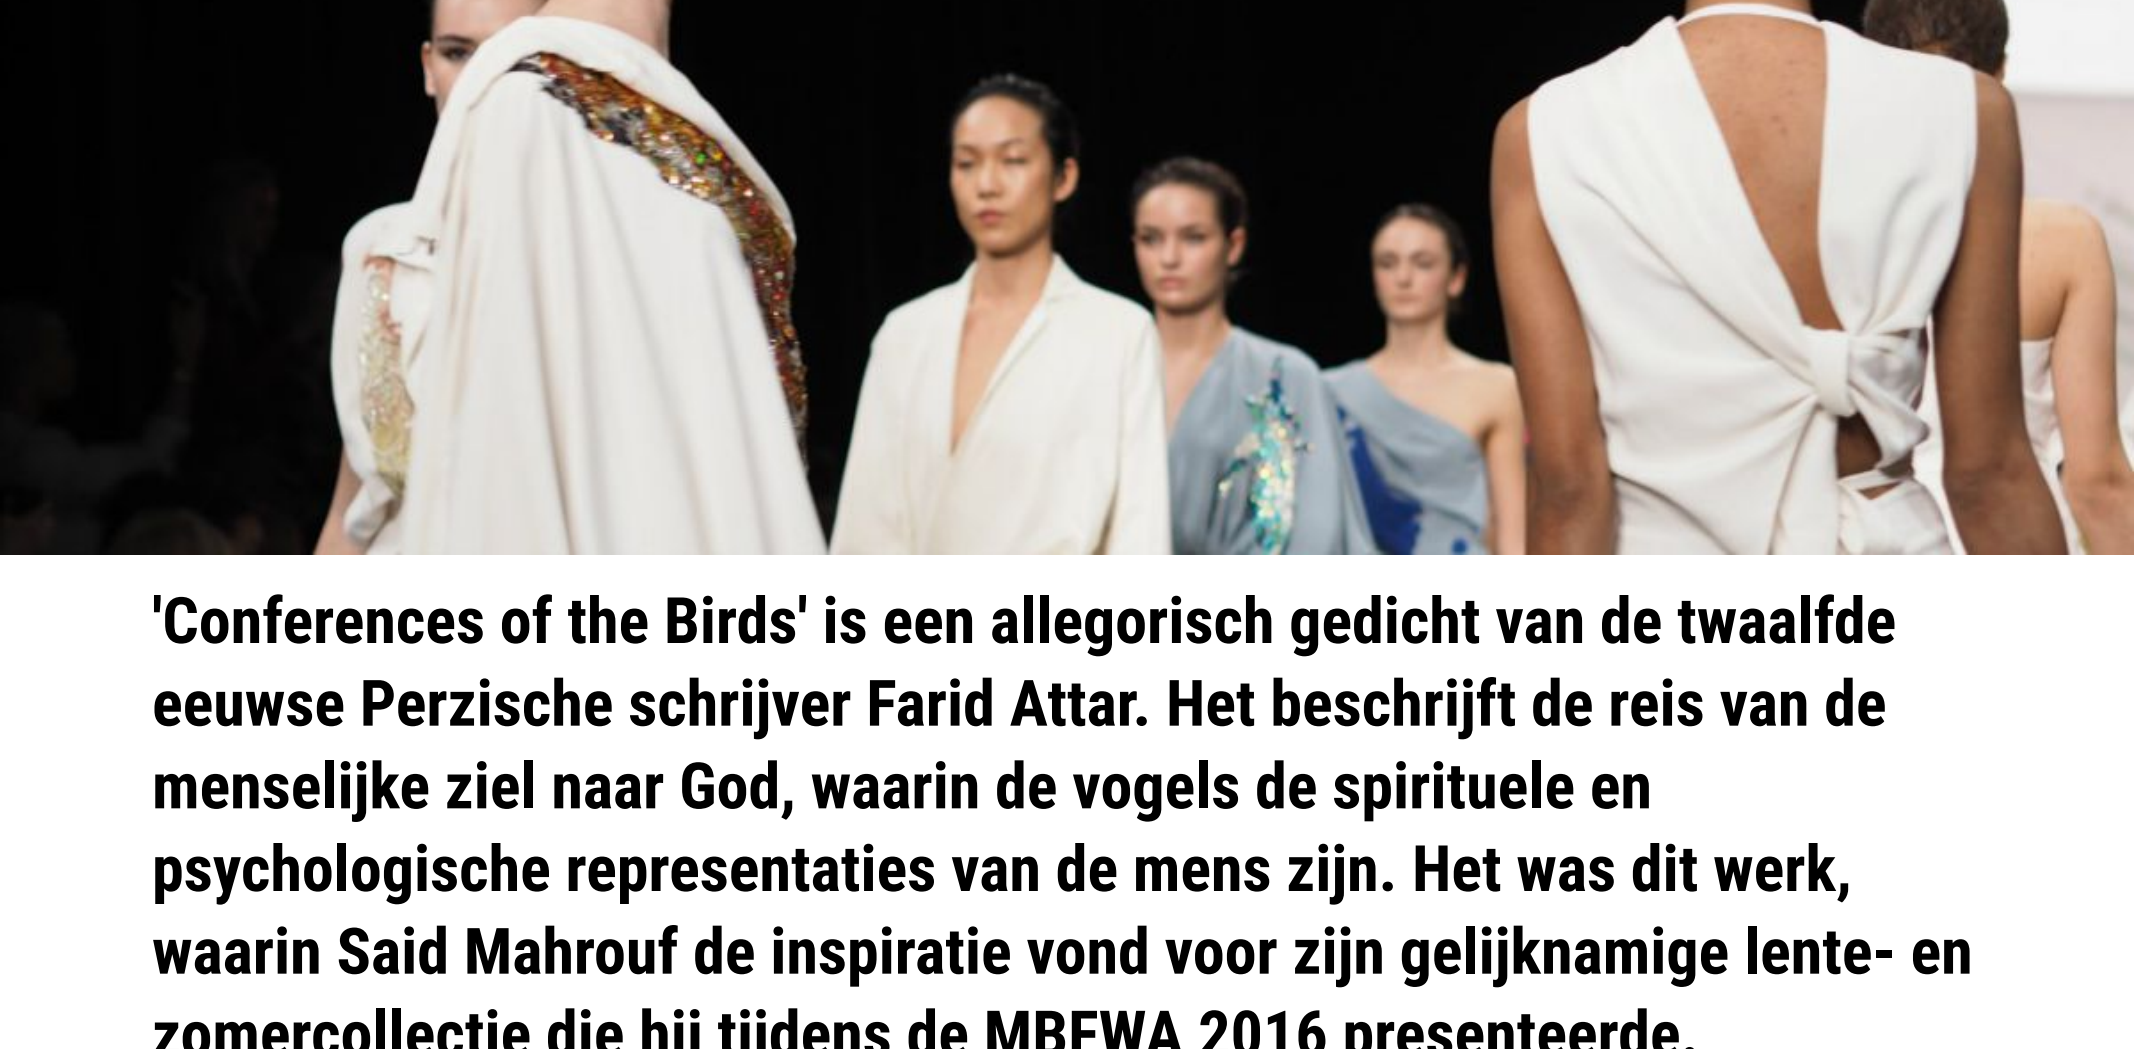 'Conferences of the Birds' is een allegorisch gedicht van de twaalfde
eeuwse Perzische schrijver Farid Attar. Het beschrijft de reis van de
menselijke ziel naar God, waarin de vogels de spirituele en
psychologische representaties van de mens zijn. Het was dit werk,
waarin Said Mahrouf de inspiratie vond voor zijn gelijknamige lente- en
zomercollectie die hij tijdens de MBFWA 2016 presenteerde.